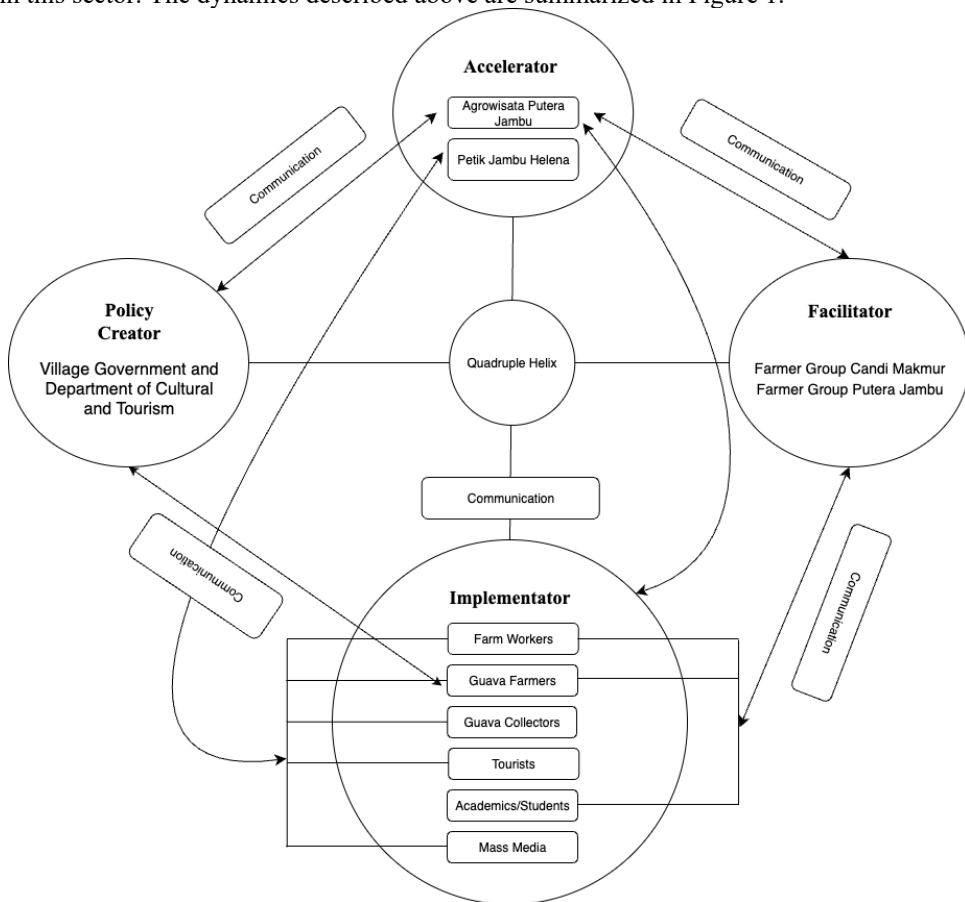 in this sector. The dynamics described above are summarized in Figure 1.
Accelerator
Agrowisata Putera
Jambu
Petik Jambu Helena
Communication
Communication
Policy
Creator
Village Government and
Department of Cultural
and Tourism
Quadruple Helix
Facilitator
Farmer Group Candi Makmur
Farmer Group Putera Jambu
Communication
Communication
Communication
Implementator
Farm Workers
Guava Farmers
Guava Collectors
Tourists
Academics/Students
Mass Media